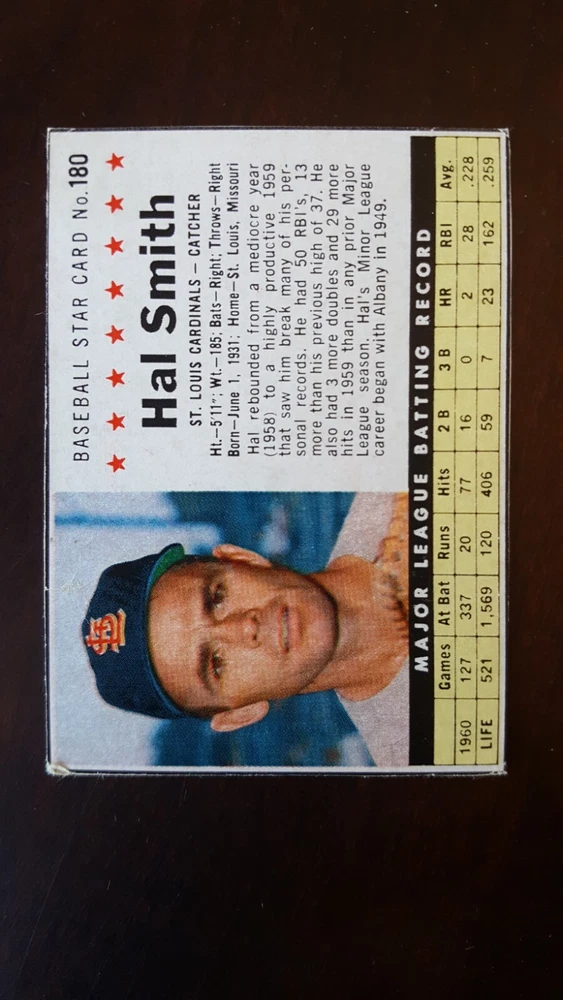 BASEBALL STAR CARD No.180
Hal Smith
ST. LOUIS CARDINALS – CATCHER
Ht.–5'11"; Wt.–185; Bats–Right; Throws–Right
Born–June 1, 1931; Home–St. Louis, Missouri
Hal rebounded from a mediocre year
(1958) to a highly productive 1959
that saw him break many of his per-
sonal records. He had 50 RBI's, 13
more than his previous high of 37. He
also had 3 more doubles and 29 more
hits in 1959 than in any prior Major
League season. Hal's Minor League
career began with Albany in 1949.
StL
MAJOR LEAGUE BATTING RECORD
Games At Bat Runs Hits 2 B 3 B HR RBI Avg.
1960 127 337 20 77 16 0 2 28 .228
LIFE 521 1,569 120 406 59 7 23 162 .259